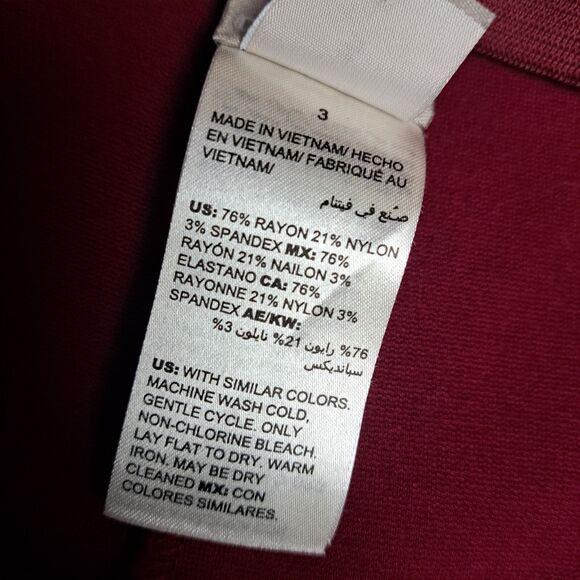 3
MADE IN VIETNAM/ HECHO
EN VIETNAM/ FABRIQUÉ AU
VIETNAM/
صنع في فيتنام
US: 76% RAYON 21% NYLON
3% SPANDEX MX: 76%
RAYÓN 21% NAILON 3%
ELASTANO CA: 76%
RAYONNE 21% NYLON 3%
SPANDEX AE/KW:
76% رايون 21% نايلون 3%
سبانديكس
US: WITH SIMILAR COLORS.
MACHINE WASH COLD,
GENTLE CYCLE. ONLY
NON-CHLORINE BLEACH.
LAY FLAT TO DRY. WARM
IRON. MAY BE DRY
CLEANED MX: CON
COLORES SIMILARES.